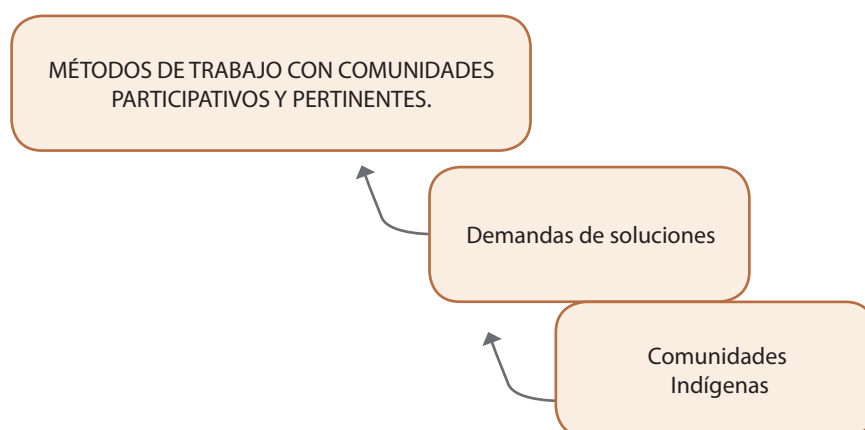 MÉTODOS DE TRABAJO CON COMUNIDADES
PARTICIPATIVOS Y PERTINENTES.
Demandas de soluciones
Comunidades
Indígenas